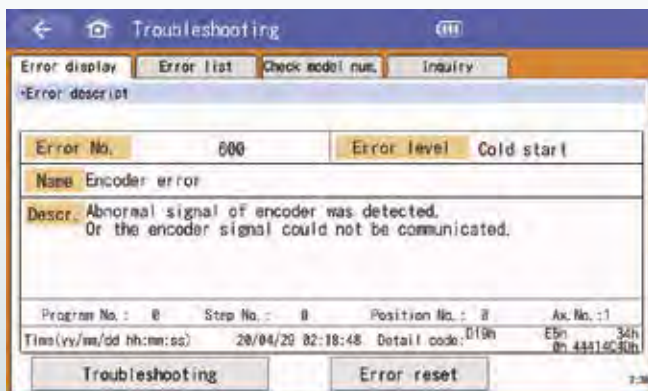 Troubleshooting
Error display Error list Check model num. Inquiry
Error descript
Error No. 600 Error level Cold start
Name Encoder error
Descr. Abnormal signal of encoder was detected.
Or the encoder signal could not be communicated.
Program No. : 0 Step No. : 0 Position No. : 0 Ax. No. :1
Time(yy/mm/dd hh:mm:ss) 20/04/29 02:18:48 Detail code: 34h
Troubleshooting Error reset